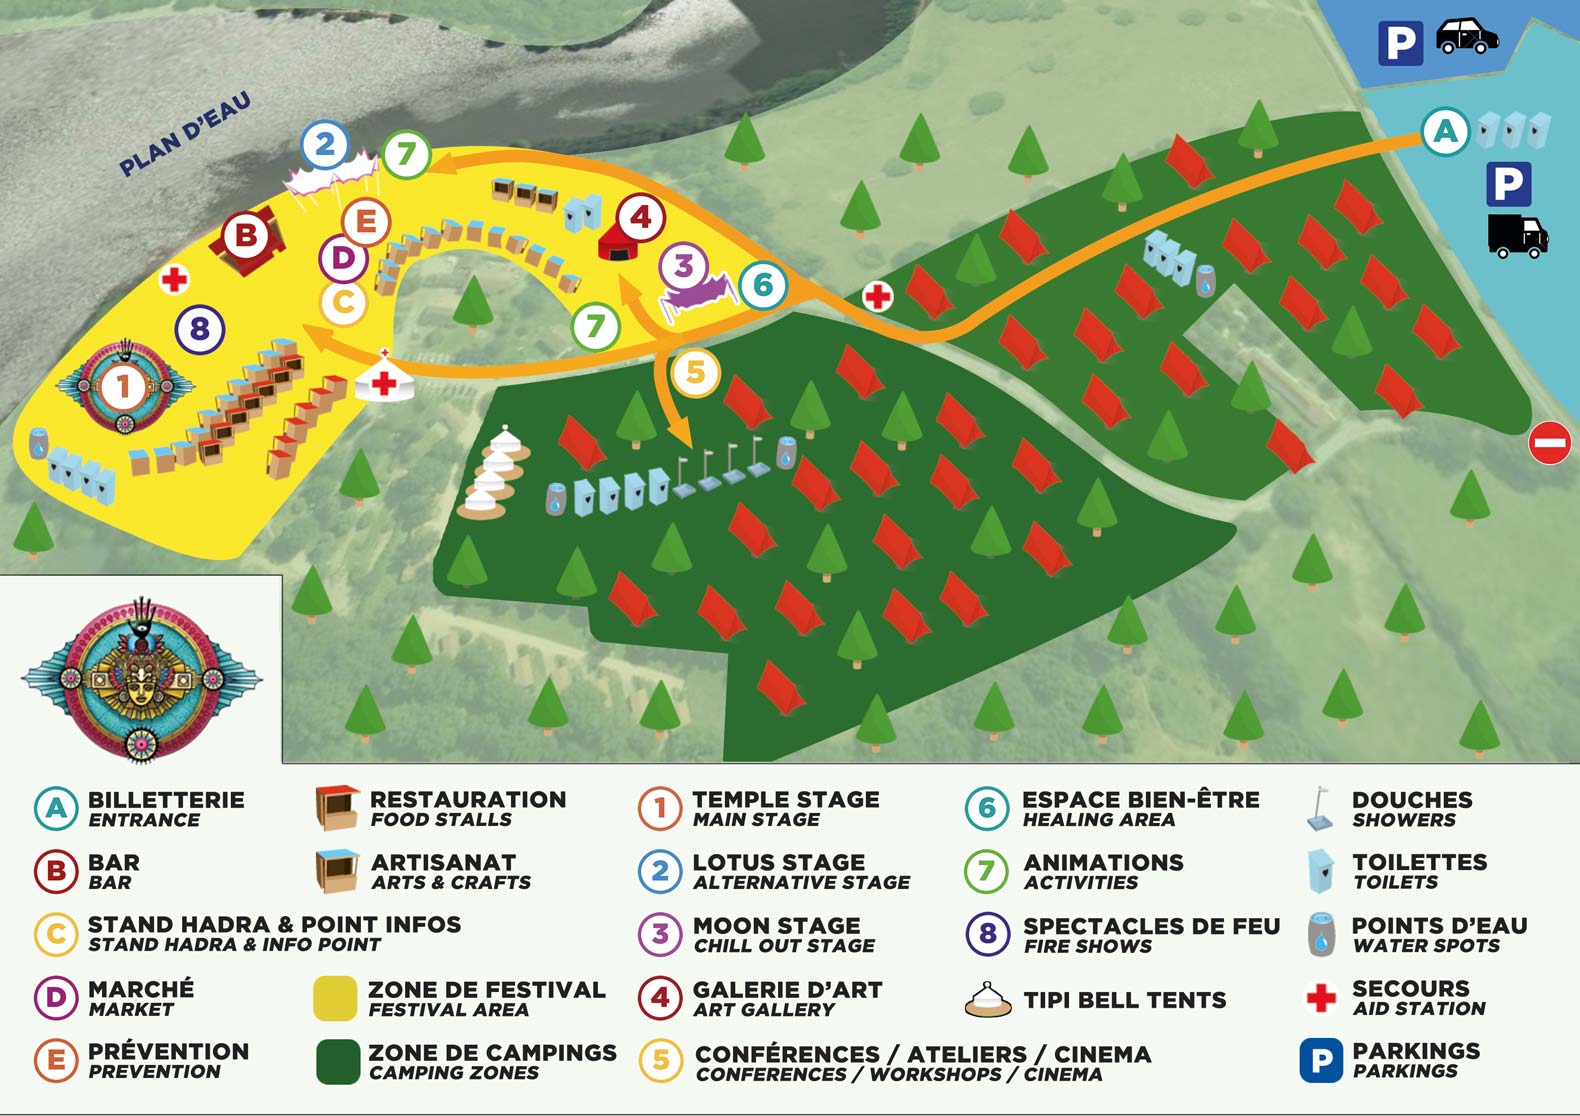 P
PLAN D'EAU
A
2
7
P
E
4
B
D
3
6
C
8
7
5
1
A BILLETTERIE
ENTRANCE
B BAR
BAR
C STAND HADRA & POINT INFOS
STAND HADRA & INFO POINT
D MARCHÉ
MARKET
E PRÉVENTION
PREVENTION
RESTAURATION
FOOD STALLS
ARTISANAT
ARTS & CRAFTS
ZONE DE FESTIVAL
FESTIVAL AREA
ZONE DE CAMPINGS
CAMPING ZONES
1 TEMPLE STAGE
MAIN STAGE
2 LOTUS STAGE
ALTERNATIVE STAGE
3 MOON STAGE
CHILL OUT STAGE
4 GALERIE D'ART
ART GALLERY
5 CONFÉRENCES / ATELIERS / CINEMA
CONFERENCES / WORKSHOPS / CINEMA
6 ESPACE BIEN-ÊTRE
HEALING AREA
7 ANIMATIONS
ACTIVITIES
8 SPECTACLES DE FEU
FIRE SHOWS
TIPI BELL TENTS
DOUCHES
SHOWERS
TOILETTES
TOILETS
POINTS D'EAU
WATER SPOTS
SECOURS
AID STATION
P PARKINGS
PARKINGS